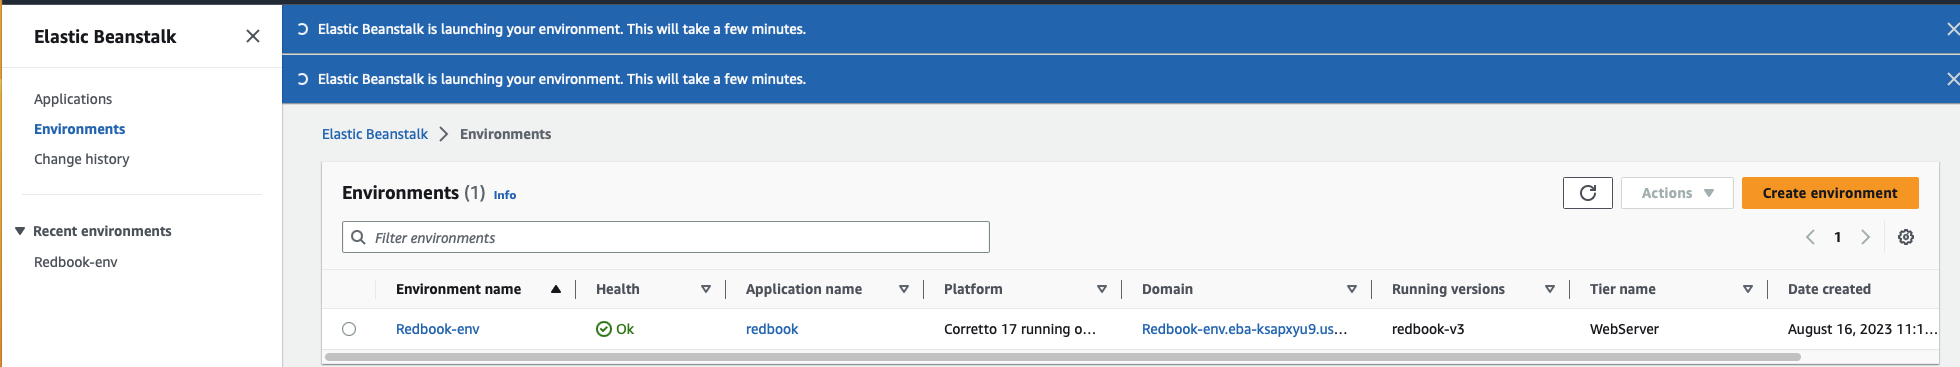 Elastic Beanstalk
Applications
Environments
Change history
Recent environments
Redbook-env
Elastic Beanstalk is launching your environment. This will take a few minutes.
Elastic Beanstalk is launching your environment. This will take a few minutes.
Elastic Beanstalk > Environments
Environments (1) Info
Actions Create environment
Filter environments
1
Environment name Health Application name Platform Domain Running versions Tier name Date created
Redbook-env Ok redbook Corretto 17 running o... Redbook-env.eba-ksapxyu9.us... redbook-v3 WebServer August 16, 2023 11:1...